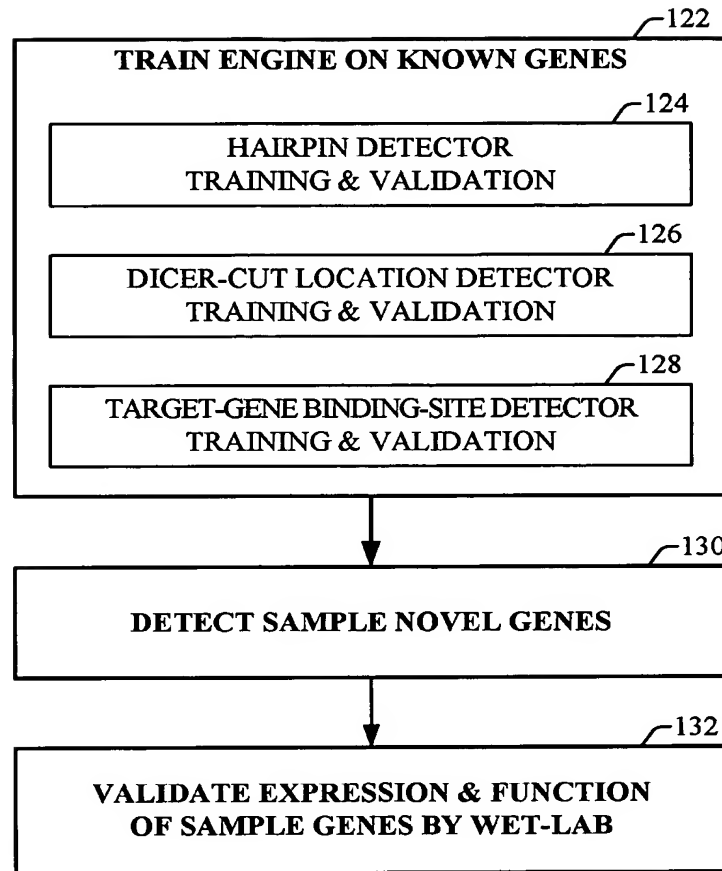 122
TRAIN ENGINE ON KNOWN GENES
124
HAIRPIN DETECTOR
TRAINING & VALIDATION
126
DICER-CUT LOCATION DETECTOR
TRAINING & VALIDATION
128
TARGET-GENE BINDING-SITE DETECTOR
TRAINING & VALIDATION
130
DETECT SAMPLE NOVEL GENES
132
VALIDATE EXPRESSION & FUNCTION
OF SAMPLE GENES BY WET-LAB